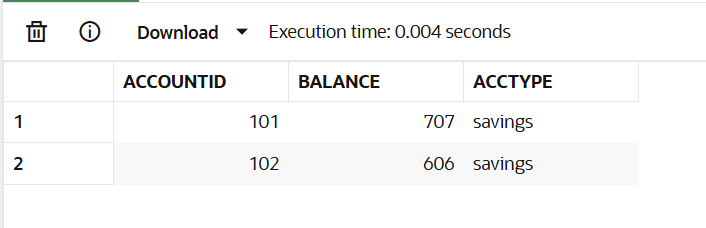 Download Execution time: 0.004 seconds
ACCOUNTID BALANCE ACCTYPE
1 101 707 savings
2 102 606 savings